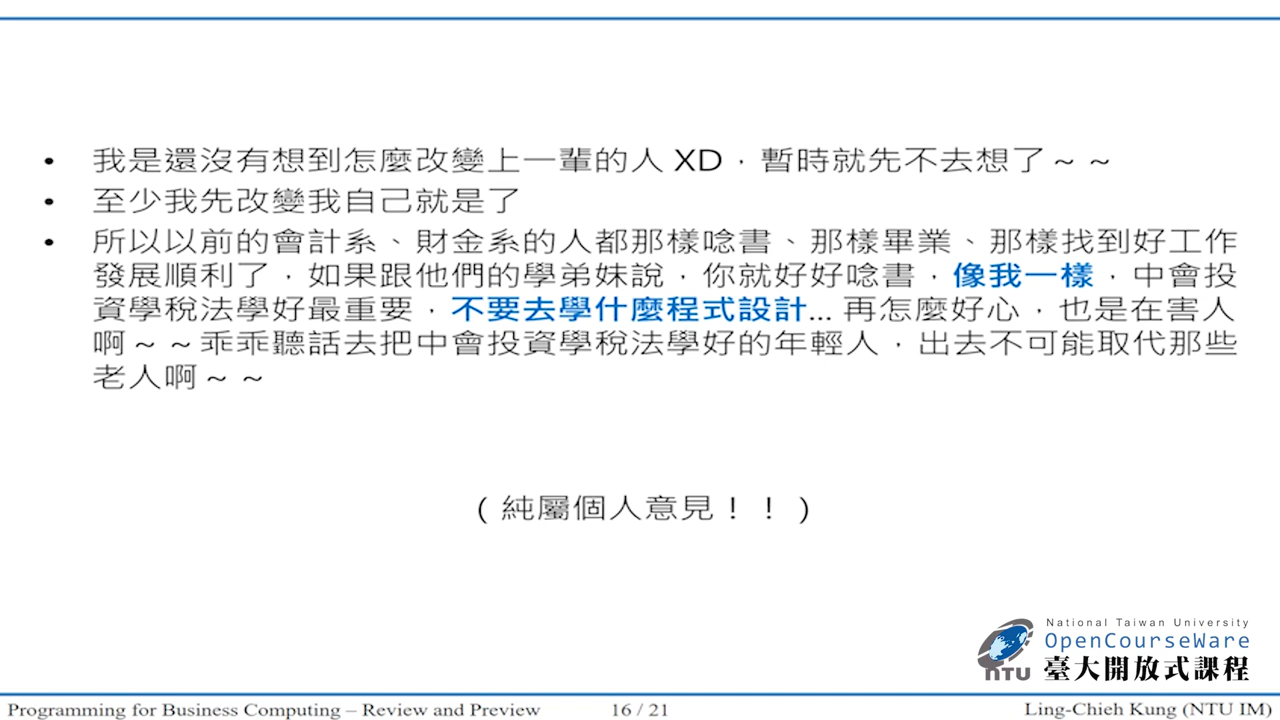 • 我是還沒有想到怎麼改變上一輩的人 XD，暫時就先不去想了~ ~
• 至少我先改變我自己就是了
• 所以以前的會計系、財金系的人都那樣唸書、那樣畢業、那樣找到好工作
發展順利了，如果跟他們的學弟妹說，你就好好唸書，像我一樣，中會投
資學稅法學好最重要，不要去學什麼程式設計... 再怎麼好心，也是在害人
啊~ ~乖乖聽話去把中會投資學稅法學好的年輕人，出去不可能取代那些
老人啊~ ~
(純屬個人意見！！)
National Taiwan University
OpenCourseWare
臺大開放式課程
NTU
Programming for Business Computing – Review and Preview
16 / 21
Ling-Chieh Kung (NTU IM)